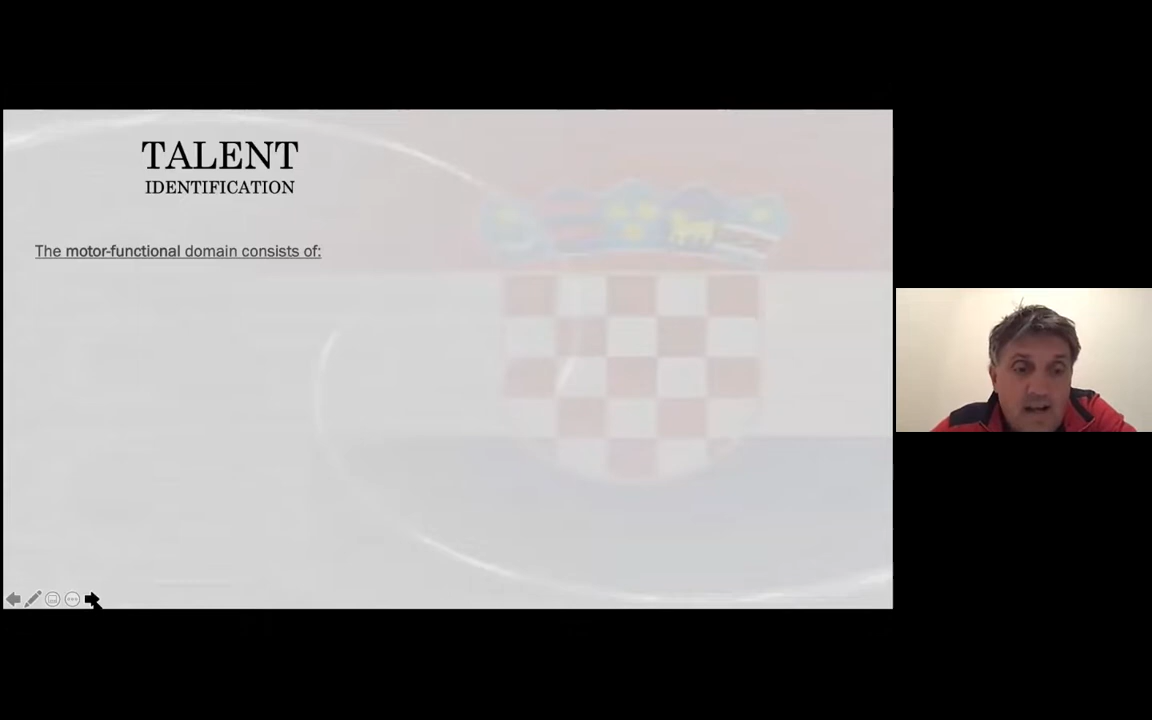 TALENT
IDENTIFICATION
The motor-functional domain consists of: